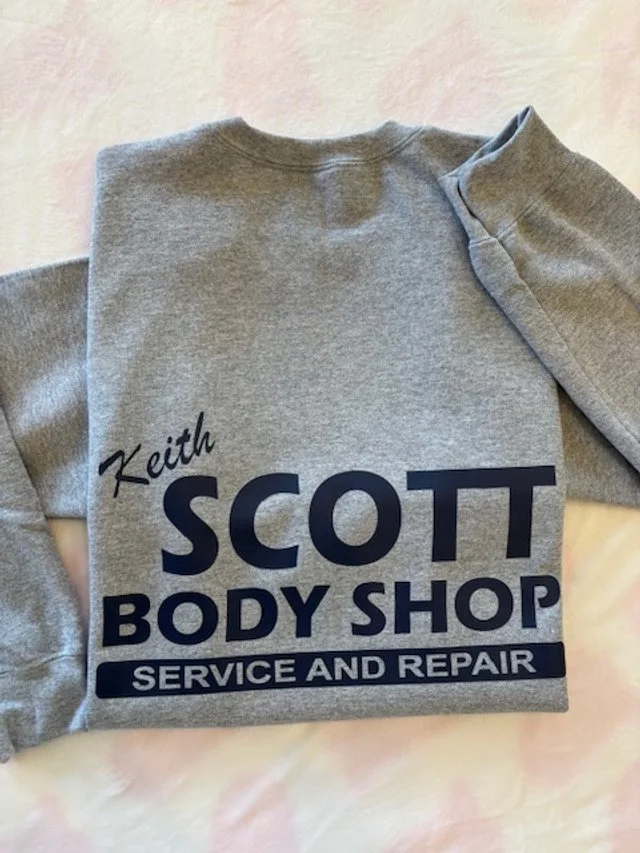 Keith
SCOTT
BODY SHOP
SERVICE AND REPAIR